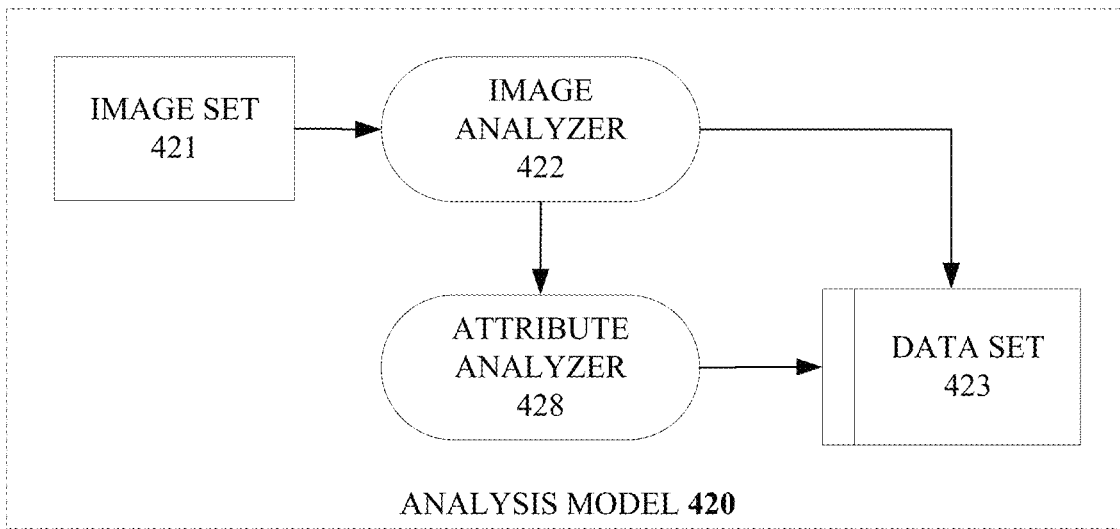 IMAGE SET
421
IMAGE
ANALYZER
422
ATTRIBUTE
ANALYZER
428
DATA SET
423
ANALYSIS MODEL 420